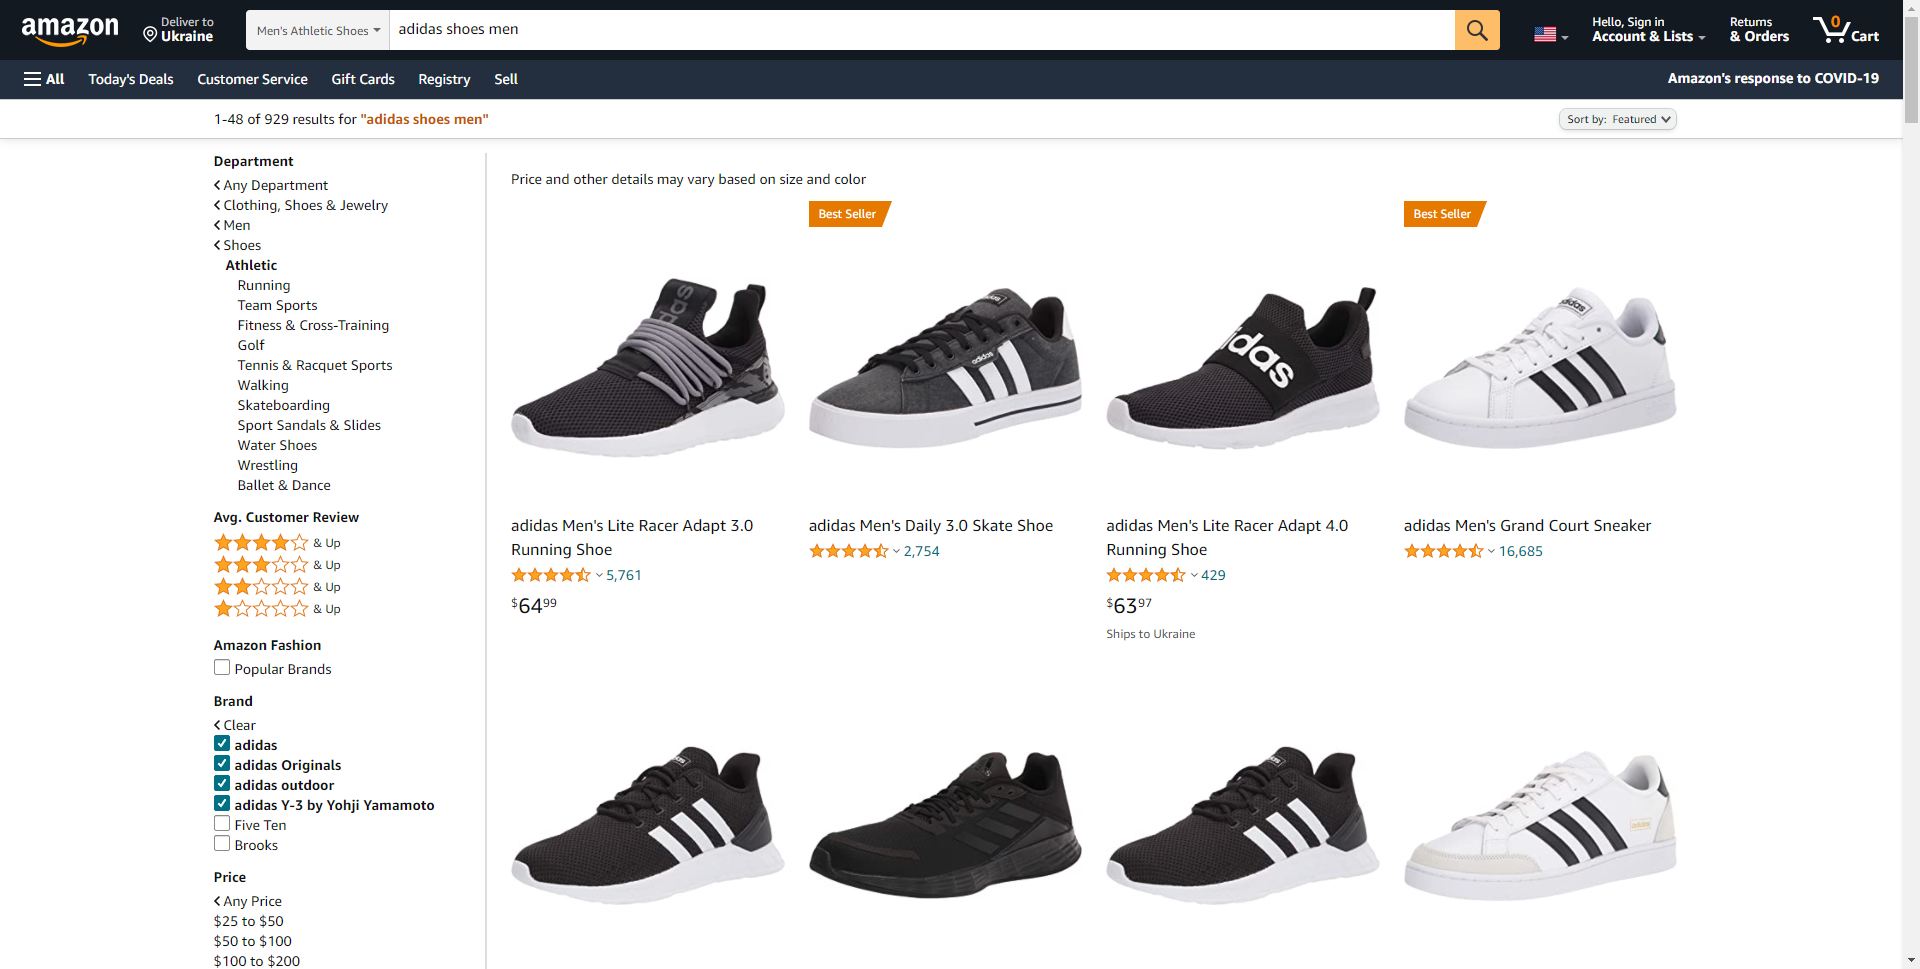 amazon
Deliver to
Ukraine
Men's Athletic Shoes
adidas shoes men
Hello, Sign in
Account & Lists
Returns
& Orders
0
Cart
All
Today's Deals
Customer Service
Gift Cards
Registry
Sell
Amazon's response to COVID-19
1-48 of 929 results for "adidas shoes men"
Sort by: Featured
Department
Any Department
Clothing, Shoes & Jewelry
Men
Shoes
Athletic
Running
Team Sports
Fitness & Cross-Training
Golf
Tennis & Racquet Sports
Walking
Skateboarding
Sport Sandals & Slides
Water Shoes
Wrestling
Ballet & Dance
Avg. Customer Review
& Up
& Up
& Up
& Up
Amazon Fashion
Popular Brands
Brand
Clear
adidas
adidas Originals
adidas outdoor
adidas Y-3 by Yohji Yamamoto
Five Ten
Brooks
Price
Any Price
$25 to $50
$50 to $100
$100 to $200
Price and other details may vary based on size and color
adidas Men's Lite Racer Adapt 3.0
Running Shoe
5,761
$64.99
Best Seller
adidas
adidas Men's Daily 3.0 Skate Shoe
2,754
adidas Men's Lite Racer Adapt 4.0
Running Shoe
429
$63.97
Ships to Ukraine
Best Seller
adidas
adidas Men's Grand Court Sneaker
16,685